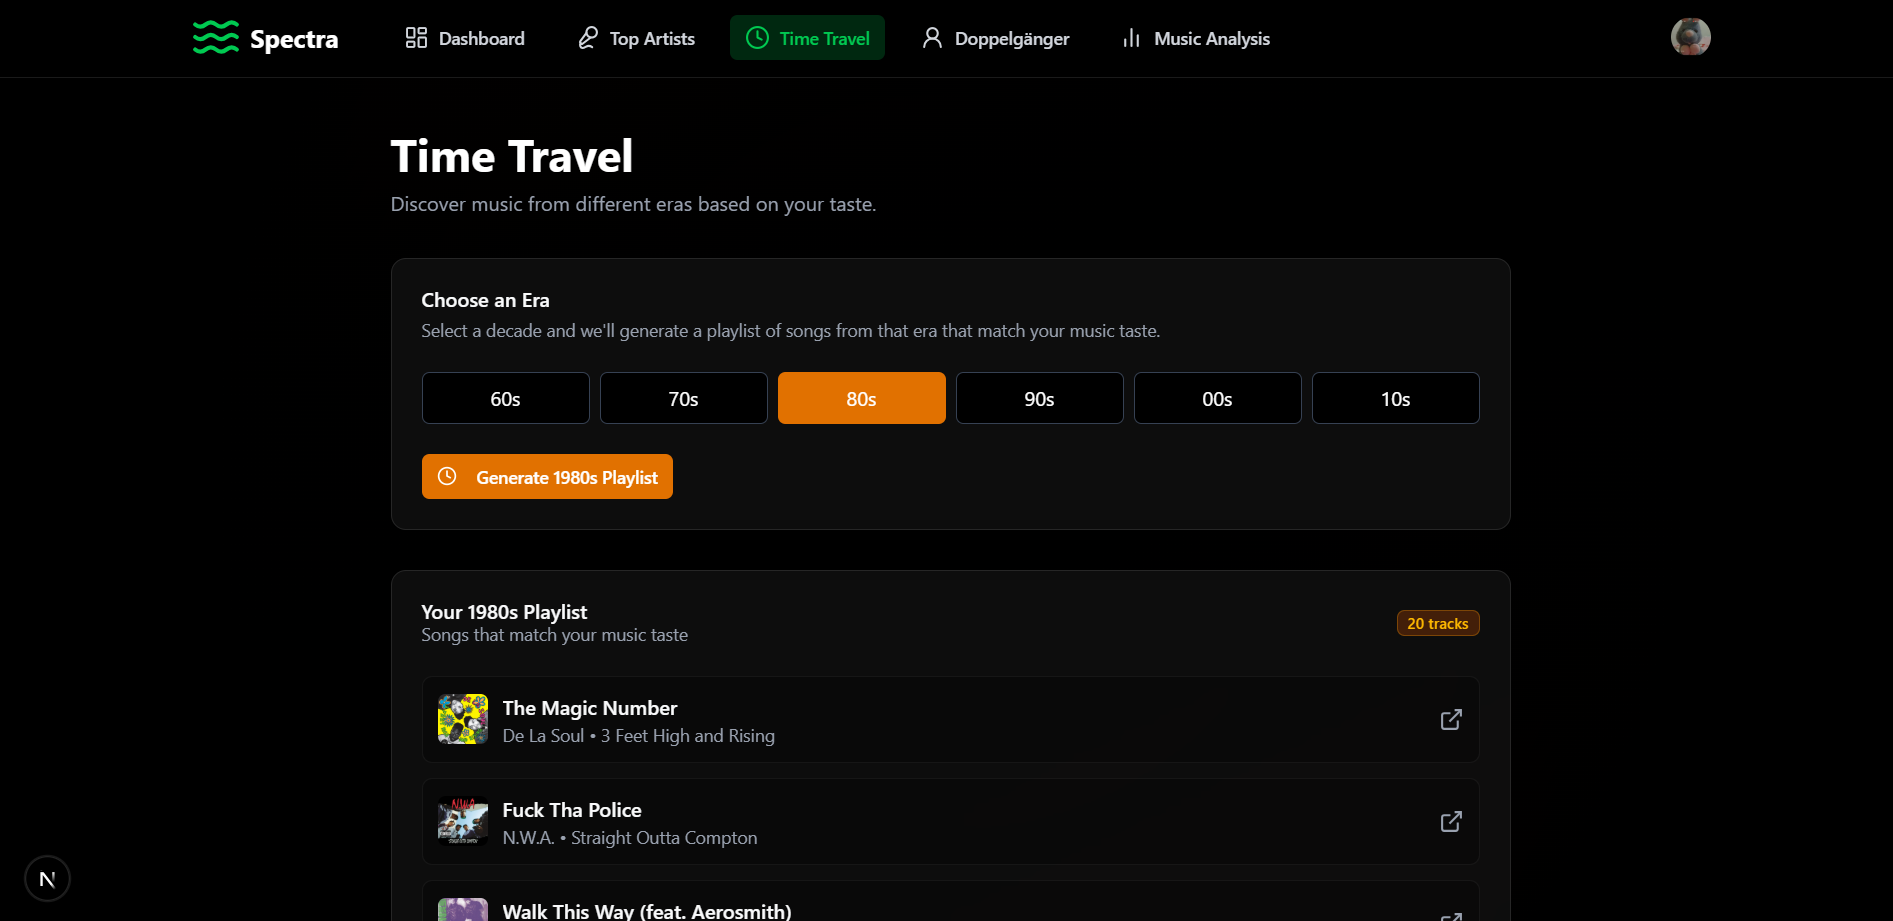 Spectra
Dashboard
Top Artists
Time Travel
Doppelgänger
Music Analysis
Time Travel
Discover music from different eras based on your taste.
Choose an Era
Select a decade and we'll generate a playlist of songs from that era that match your music taste.
60s
70s
80s
90s
00s
10s
Generate 1980s Playlist
Your 1980s Playlist
Songs that match your music taste
20 tracks
The Magic Number
De La Soul • 3 Feet High and Rising
N.W.A
Fuck Tha Police
N.W.A. • Straight Outta Compton
Walk This Way (feat. Aerosmith)
N